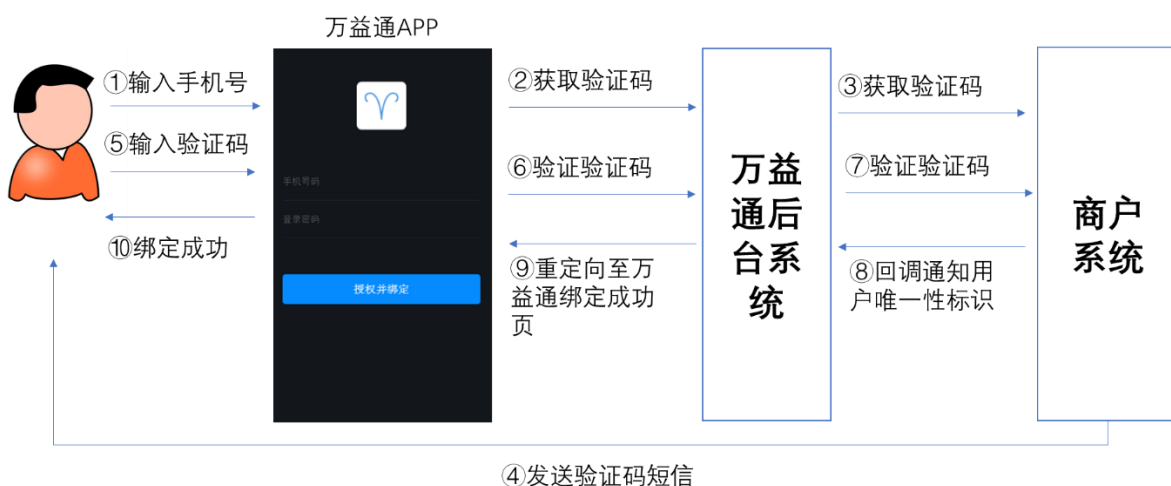 万益通APP
①输入手机号
②获取验证码
③获取验证码
⑤输入验证码
⑥验证验证码
⑦验证验证码
手机号码
登录密码
⑩绑定成功
⑨重定向至万
益通绑定成功
页
⑧回调通知用
户唯一性标识
授权并绑定
万益
通后
台系
统
商户
系统
④发送验证码短信